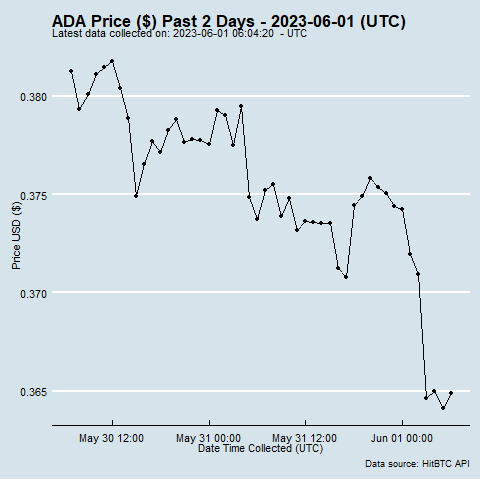 ADA Price ($) Past 2 Days - 2023-06-01 (UTC)
Latest data collected on: 2023-06-01 06:04:20  - UTC
0.380
0.375
0.370
0.365
Price USD ($)
May 30 12:00
May 31 00:00
May 31 12:00
Jun 01 00:00
Date Time Collected (UTC)
Data source: HitBTC API